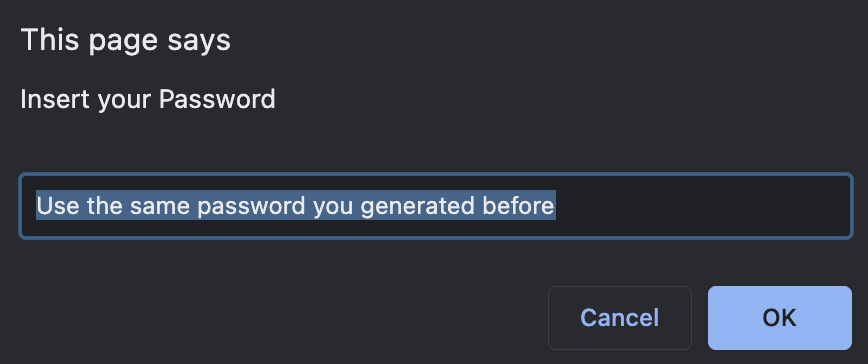 This page says
Insert your Password
Use the same password you generated before
Cancel
OK